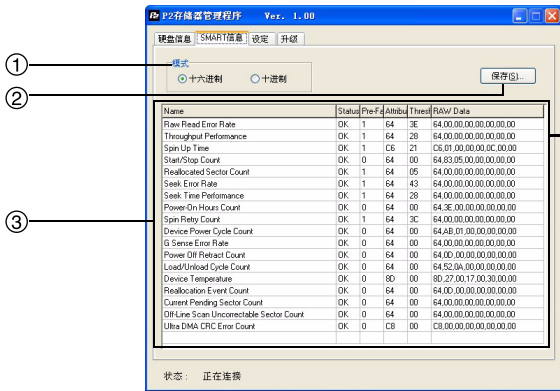 P2存储器管理程序 Ver. 1.00
硬盘信息 SMART信息 设定 升级
① 模式
十六进制 十进制
② 保存(S)...
③
Name Status Pre-Fa Attribu Thresh RAW Data
Raw Read Error Rate OK 1 64 3E 64,00,00,00,00,00,00,00
Throughput Performance OK 1 64 28 64,00,00,00,00,00,00,00
Spin Up Time OK 1 C6 21 C6,01,00,00,00,0C,00,00
Start/Stop Count OK 0 64 00 64,83,05,00,00,00,00,00
Reallocated Sector Count OK 1 64 05 64,00,00,00,00,00,00,00
Seek Error Rate OK 1 64 43 64,00,00,00,00,00,00,00
Seek Time Performance OK 1 64 28 64,00,00,00,00,00,00,00
Power-On Hours Count OK 0 64 00 64,3E,00,00,00,00,00,00
Spin Retry Count OK 1 64 3C 64,00,00,00,00,00,00,00
Device Power Cycle Count OK 0 64 00 64,AB,01,00,00,00,00,00
G Sense Error Rate OK 0 64 00 64,00,00,00,00,00,00,00
Power Off Retract Count OK 0 64 00 64,0D,00,00,00,00,00,00
Load/Unload Cycle Count OK 0 64 00 64,52,0A,00,00,00,00,00
Device Temperature OK 0 8D 00 8D,27,00,17,00,30,00,00
Reallocation Event Count OK 0 64 00 64,0D,00,00,00,00,00,00
Current Pending Sector Count OK 0 64 00 64,00,00,00,00,00,00,00
Off-Line Scan Uncorrectable Sector Count OK 0 64 00 64,00,00,00,00,00,00,00
Ultra DMA CRC Error Count OK 0 C8 00 C8,00,00,00,00,00,00,00
状态: 正在连接